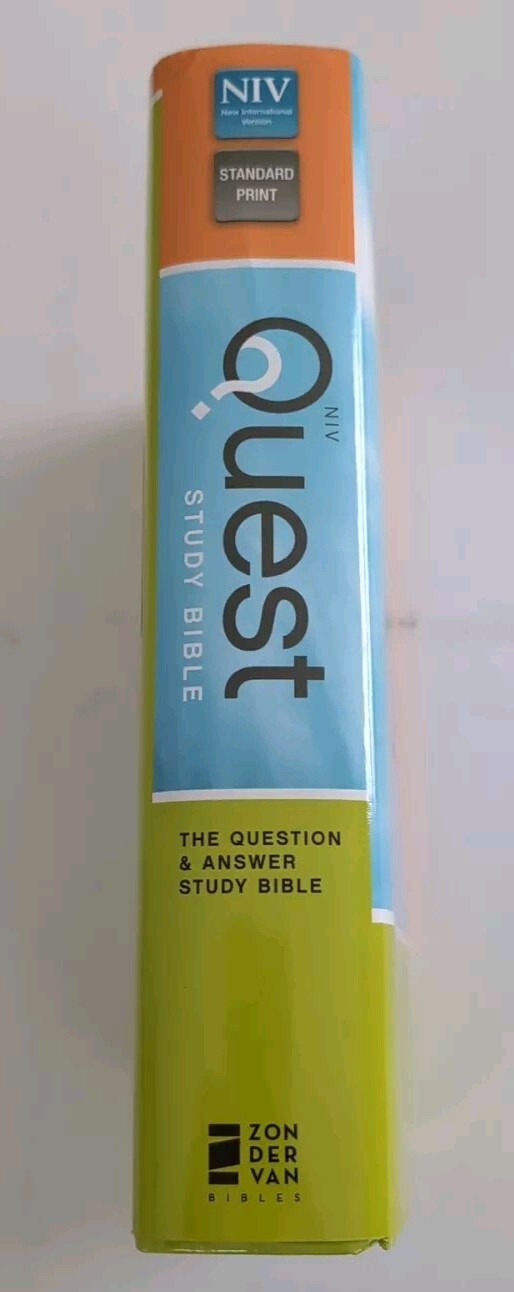 NIV
New International
Version
STANDARD
PRINT
NIV
Quest
STUDY BIBLE
THE QUESTION
& ANSWER
STUDY BIBLE
ZON
DER
VAN
BIBLES